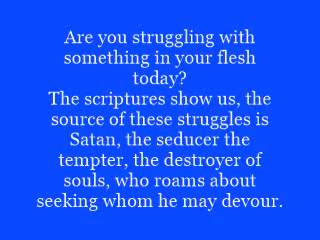 Are you struggling with
something in your flesh
today?
The scriptures show us, the
source of these struggles is
Satan, the seducer the
tempter, the destroyer of
souls, who roams about
seeking whom he may devour.